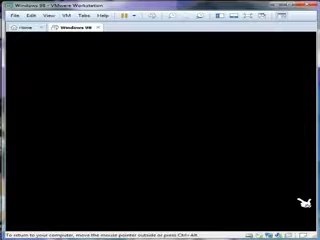 Windows 98 - VMware Workstation
File Edit View VM Tabs Help
Home Windows 98
To return to your computer, move the mouse pointer outside or press Ctrl+Alt.